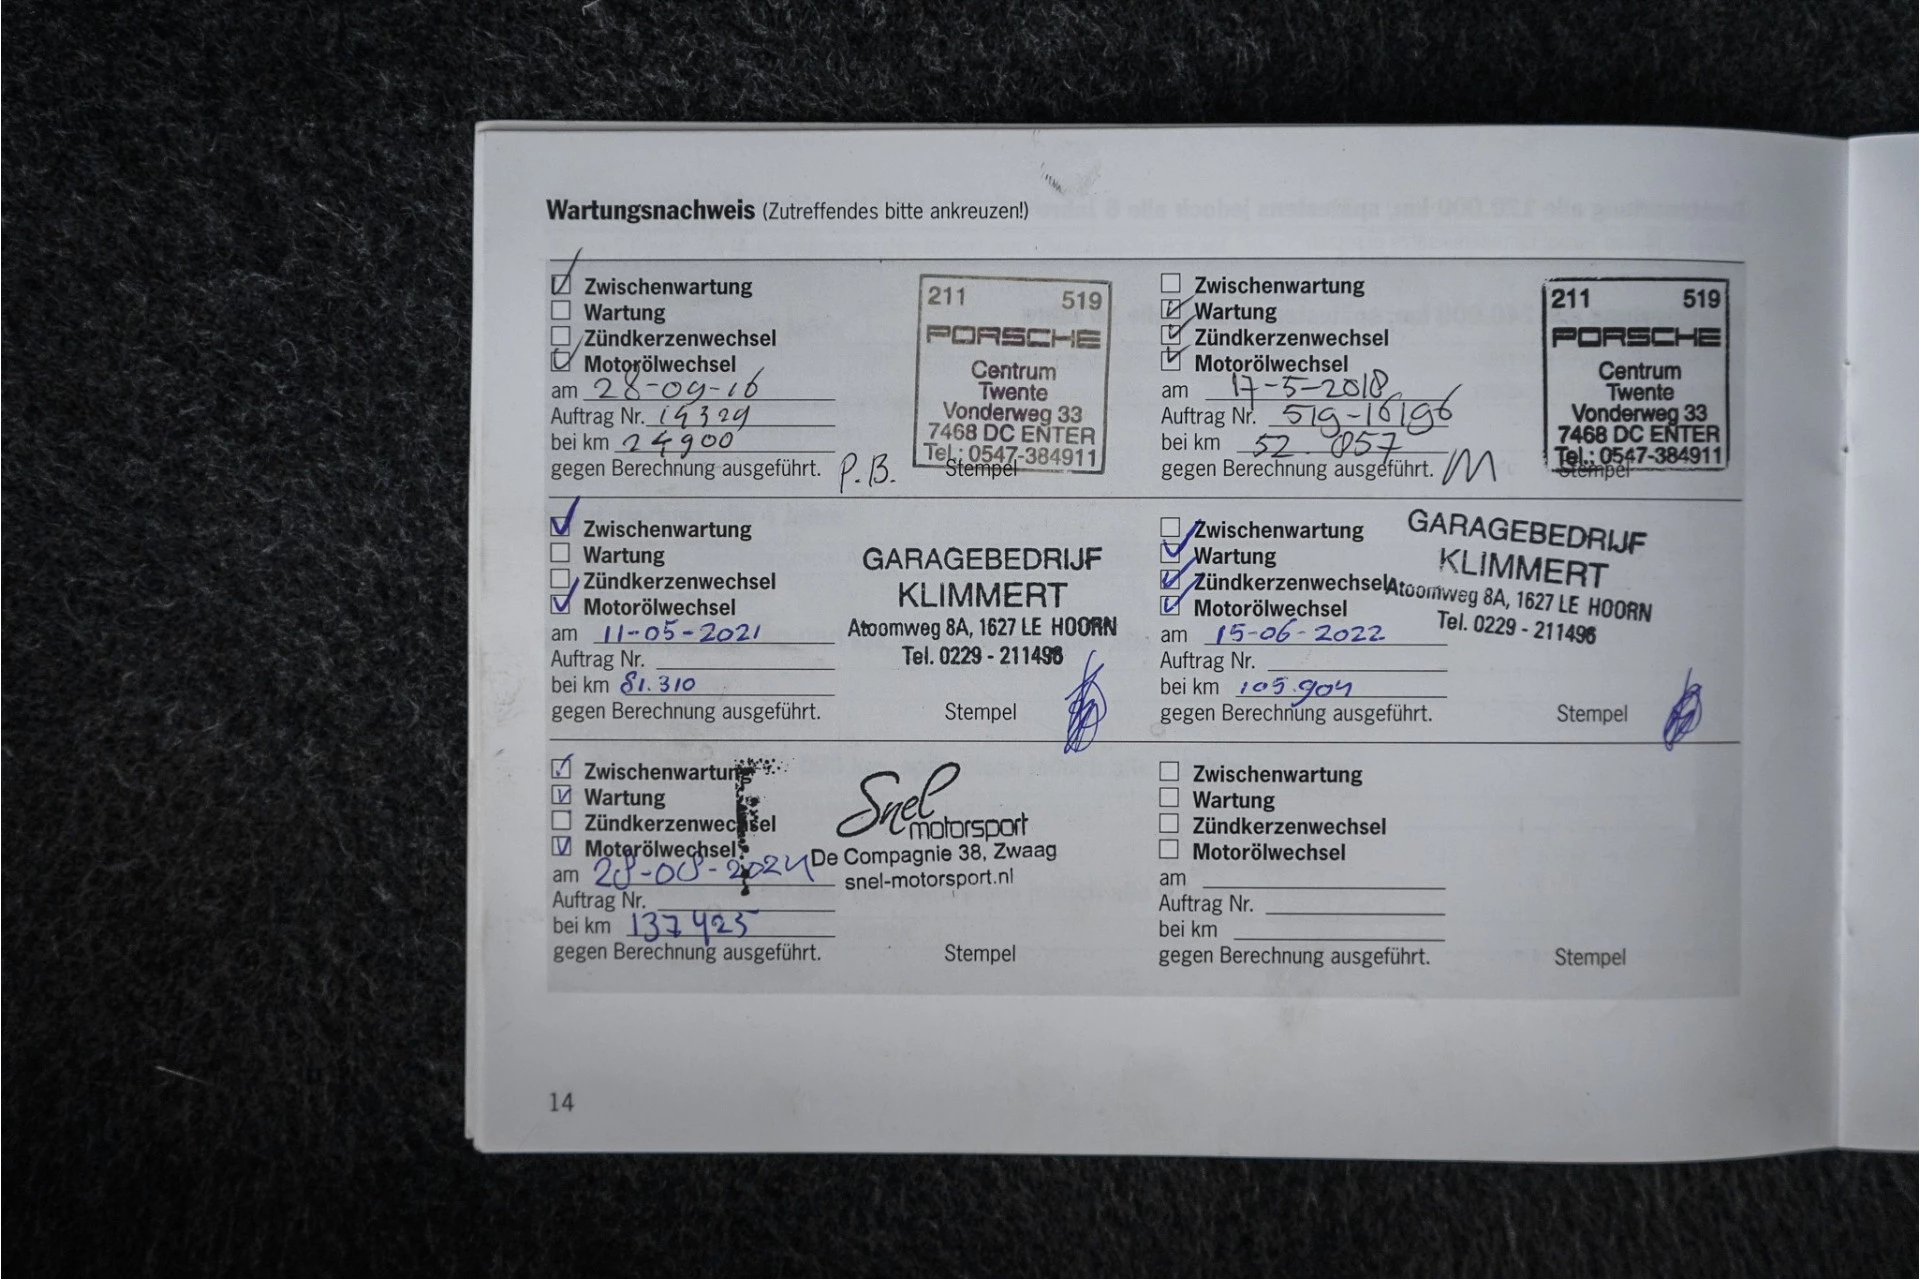 Wartungsnachweis (Zutreffendes bitte ankreuzen!)
Zwischenwartung
Wartung
Zündkerzenwechsel
Motorölwechsel
am 28-09-16
Auftrag Nr. 19329
bei km 24900
gegen Berechnung ausgeführt. P.B.
211 519
PORSCHE
Centrum
Twente
Vonderweg 33
7468 DC ENTER
Tel.: 0547-384911
Stempel
Zwischenwartung
Wartung
Zündkerzenwechsel
Motorölwechsel
am 17-5-2018
Auftrag Nr. 519-16196
bei km 52.057
gegen Berechnung ausgeführt.
211 519
PORSCHE
Centrum
Twente
Vonderweg 33
7468 DC ENTER
Tel.: 0547-384911
Stempel
Zwischenwartung
Wartung
Zündkerzenwechsel
Motorölwechsel
am 11-05-2021
Auftrag Nr.
bei km 81.310
gegen Berechnung ausgeführt.
GARAGEBEDRIJF
KLIMMERT
Atoomweg 8A, 1627 LE HOORN
Tel. 0229 - 211496
Stempel
Zwischenwartung
Wartung
Zündkerzenwechsel
Motorölwechsel
am 15-06-2022
Auftrag Nr.
bei km 105.904
gegen Berechnung ausgeführt.
GARAGEBEDRIJF
KLIMMERT
Atoomweg 8A, 1627 LE HOORN
Tel. 0229 - 211496
Stempel
Zwischenwartung
Wartung
Zündkerzenwechsel
Motorölwechsel
am 28-08-2024
Auftrag Nr.
bei km 137425
gegen Berechnung ausgeführt.
Snel
motorsport
De Compagnie 38, Zwaag
snel-motorsport.nl
Stempel
Zwischenwartung
Wartung
Zündkerzenwechsel
Motorölwechsel
am
Auftrag Nr.
bei km
gegen Berechnung ausgeführt.
Stempel
14